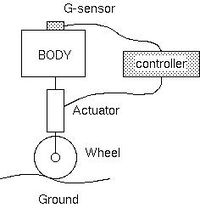 G-sensor
BODY
controller
Actuator
Wheel
Ground